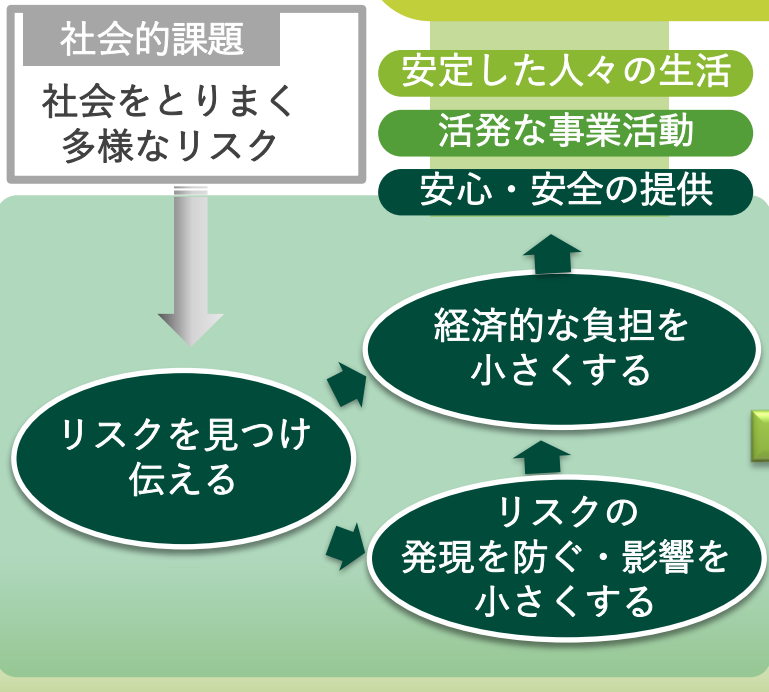 社会的課題
社会をとりまく
多様なリスク
安定した人々の生活
活発な事業活動
安心・安全の提供
経済的な負担を
小さくする
リスクを見つけ
伝える
リスクの
発現を防ぐ・影響を
小さくする